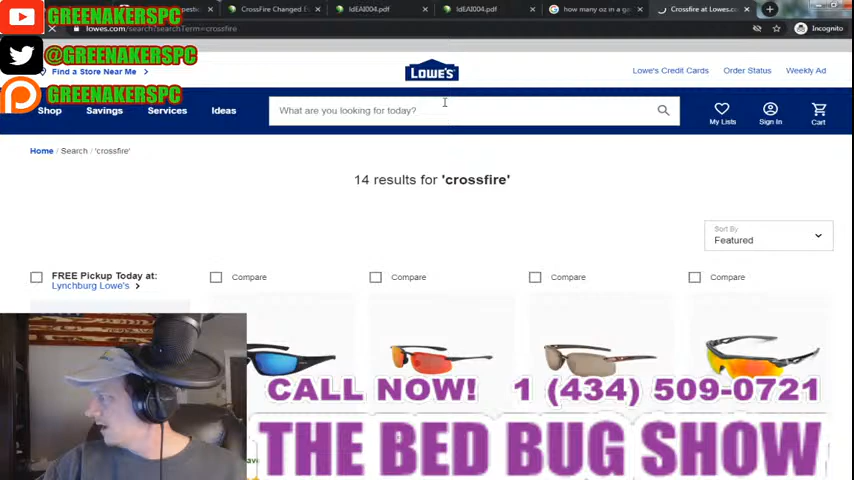 GREENAKERSPC
@GREENAKERSPC
GREENAKERSPC
CrossFire Changed.E
IdEAI004.pdf
IdEAI004.pdf
how many oz in a ga
Crossfire at Lowes.c
lowes.com/search?searchTerm=crossfire
Incognito
Find a Store Near Me
LOWE'S
Lowe's Credit Cards
Order Status
Weekly Ad
Shop
Savings
Services
Ideas
What are you looking for today?
My Lists
Sign In
Cart
Home / Search / 'crossfire'
14 results for 'crossfire'
Sort By
Featured
FREE Pickup Today at:
Lynchburg Lowe's
Compare
Compare
Compare
Compare
CALL NOW! 1 (434) 509-0721
THE BED BUG SHOW